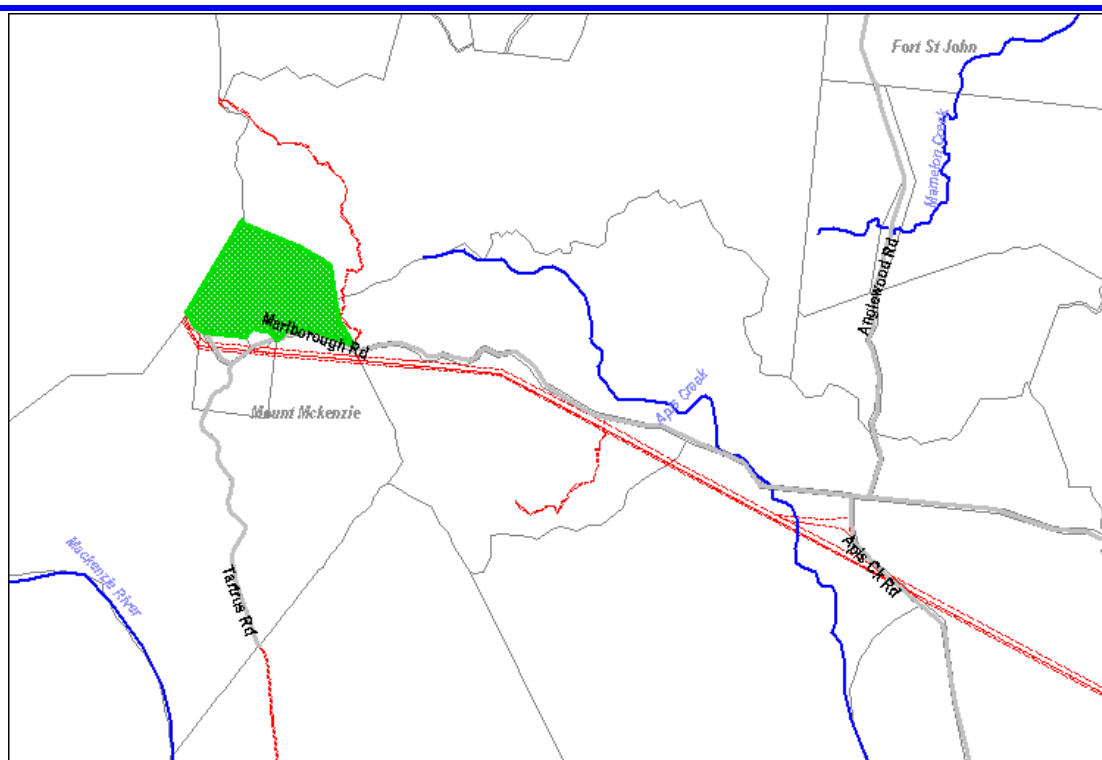 Fort St John
Mamelon Creek
Anglewood Rd
Marlborough Rd
Apis Creek
Mount Mckenzie
Mackenzie River
Tartrus Rd
Apis Ck Rd